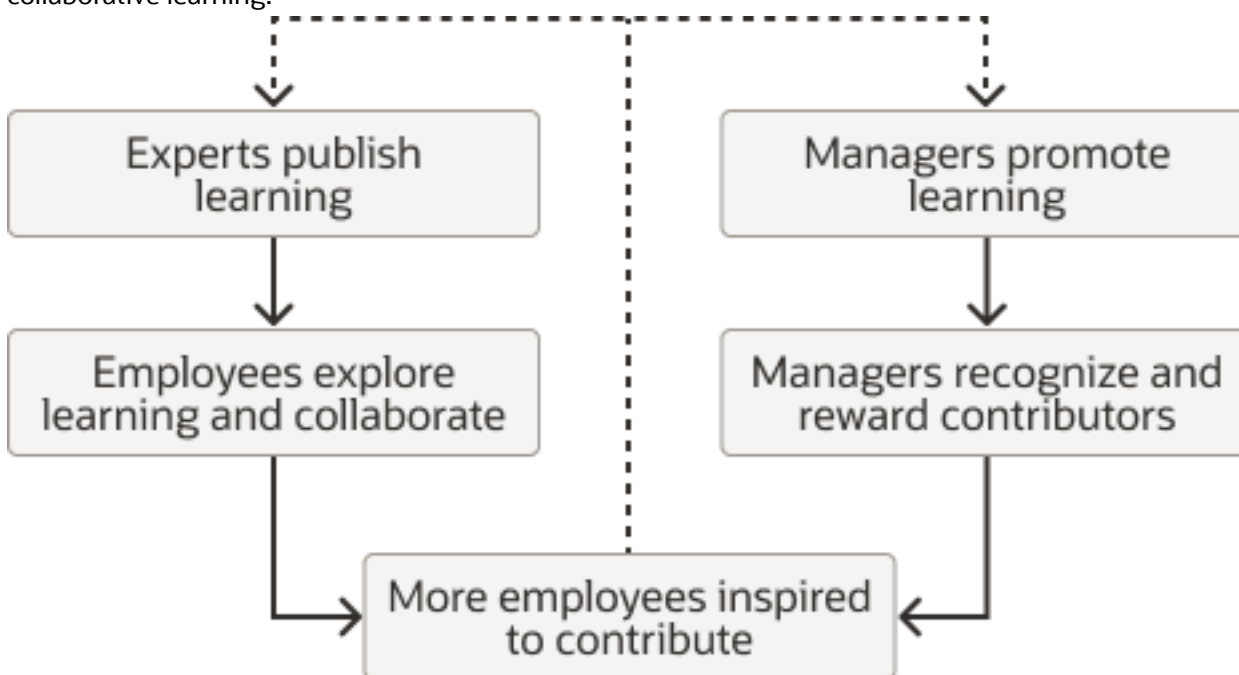 collaborative learning.
Experts publish
learning
Managers promote
learning
Employees explore
learning and collaborate
Managers recognize and
reward contributors
More employees inspired
to contribute